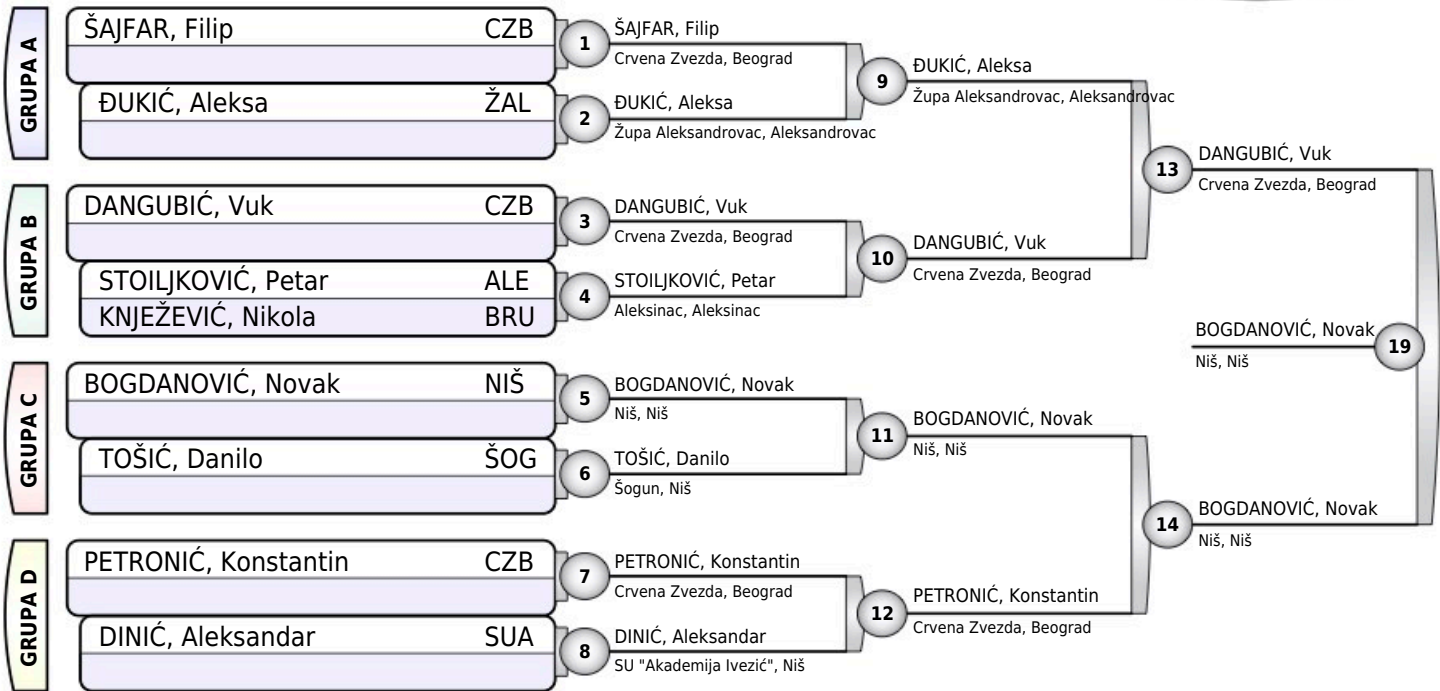 GRUPA A
ŠAJFAR, Filip CZB
ĐUKIĆ, Aleksa ŽAL
GRUPA B
DANGUBIĆ, Vuk CZB
STOILJKOVIĆ, Petar ALE
KNJEŽEVIĆ, Nikola BRU
GRUPA C
BOGDANOVIĆ, Novak NIŠ
TOŠIĆ, Danilo ŠOG
GRUPA D
PETRONIĆ, Konstantin CZB
DINIĆ, Aleksandar SUA
1
ŠAJFAR, Filip
Crvena Zvezda, Beograd
2
ĐUKIĆ, Aleksa
Župa Aleksandrovac, Aleksandrovac
3
DANGUBIĆ, Vuk
Crvena Zvezda, Beograd
4
STOILJKOVIĆ, Petar
Aleksinac, Aleksinac
5
BOGDANOVIĆ, Novak
Niš, Niš
6
TOŠIĆ, Danilo
Šogun, Niš
7
PETRONIĆ, Konstantin
Crvena Zvezda, Beograd
8
DINIĆ, Aleksandar
SU "Akademija Ivezić", Niš
9
ĐUKIĆ, Aleksa
Župa Aleksandrovac, Aleksandrovac
10
DANGUBIĆ, Vuk
Crvena Zvezda, Beograd
11
BOGDANOVIĆ, Novak
Niš, Niš
12
PETRONIĆ, Konstantin
Crvena Zvezda, Beograd
13
DANGUBIĆ, Vuk
Crvena Zvezda, Beograd
14
BOGDANOVIĆ, Novak
Niš, Niš
BOGDANOVIĆ, Novak
Niš, Niš
19